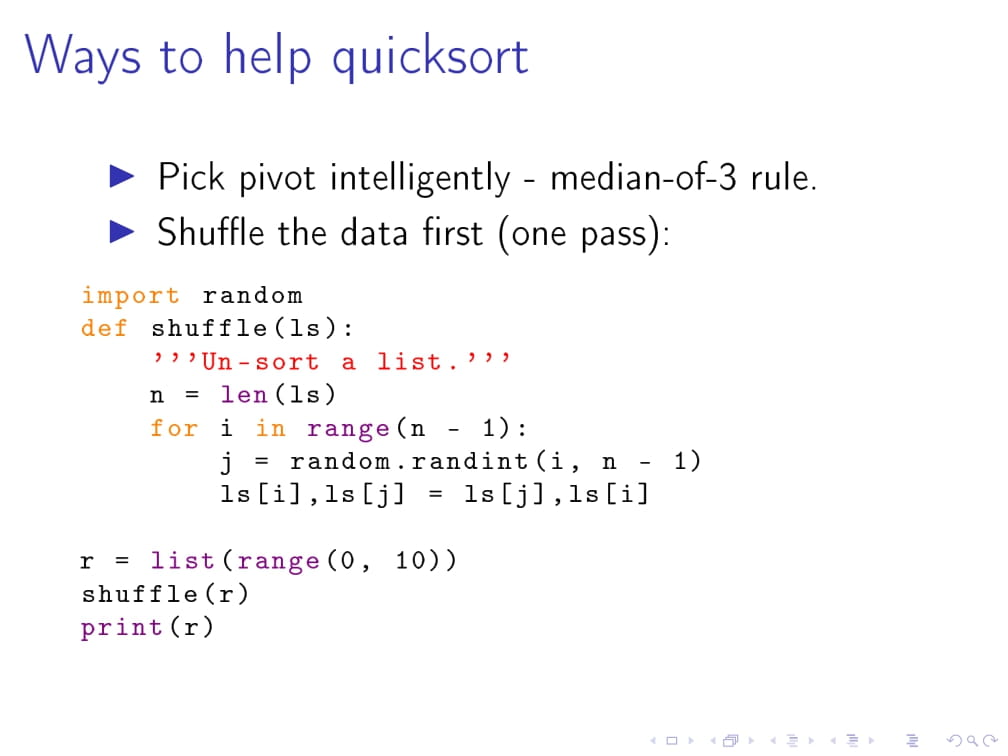 Ways to help quicksort
▶ Pick pivot intelligently - median-of-3 rule.
▶ Shuffle the data first (one pass):
import random
def shuffle(ls):
    ’’’Un-sort a list.’’’
    n = len(ls)
    for i in range(n - 1):
        j = random.randint(i, n - 1)
        ls[i],ls[j] = ls[j],ls[i]
r = list(range(0, 10))
shuffle(r)
print(r)